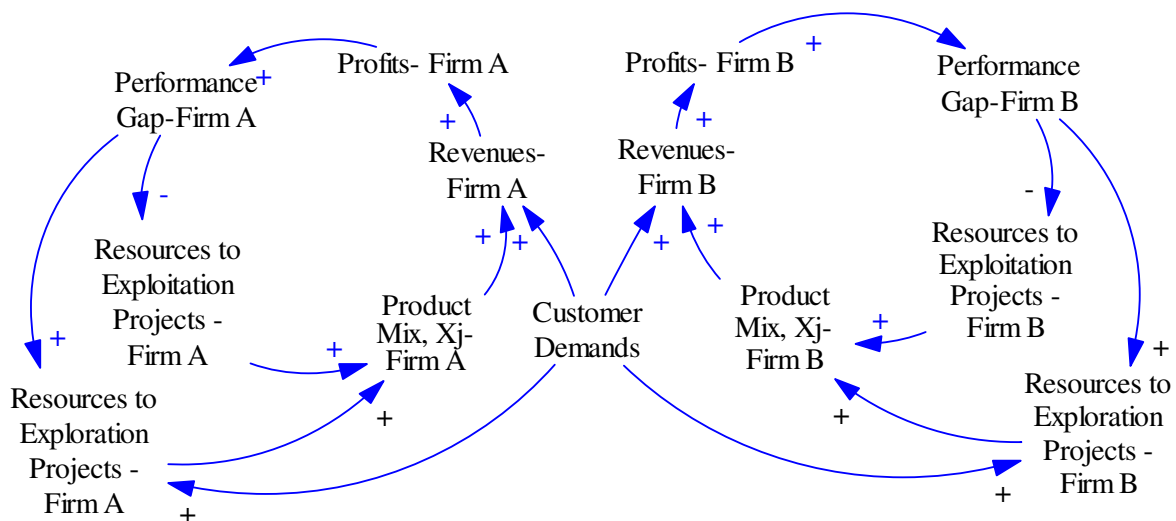 Profits- Firm A
+
Performance
Gap-Firm A
+
Revenues-
Firm A
-
Resources to
Exploitation
Projects -
Firm A
+
+
+
Product
Mix, Xj-
Firm A
+
+
Resources to
Exploration
Projects -
Firm A
+
Customer
Demands
Profits- Firm B
+
Performance
Gap-Firm B
+
Revenues-
Firm B
-
+
+
Resources to
Exploitation
Projects -
Firm B
Product
Mix, Xj-
Firm B
+
+
+
Resources to
Exploration
Projects -
Firm B
+